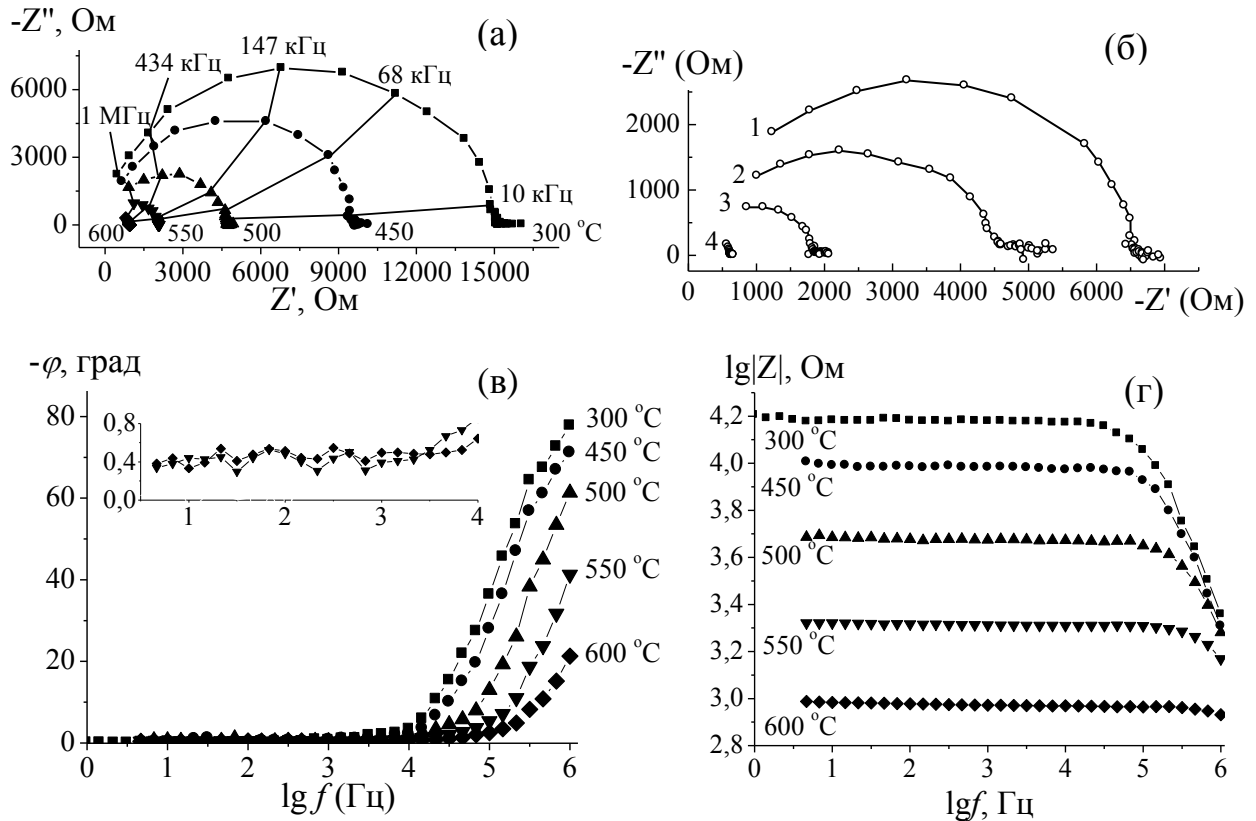 -Z", Ом
(а)
147 кГц
434 кГц
68 кГц
1 МГц
10 кГц
6000
3000
0
600
550
500
450
300 °C
0 3000 6000 9000 12000 15000
Z', Ом
(б)
-Z" (Ом)
1
2
3
4
2000
1000
0
0 1000 2000 3000 4000 5000 6000
-Z' (Ом)
-φ, град
(в)
80
60
40
20
0
0,8
0,4
0,0
1 2 3 4
300 °C
450 °C
500 °C
550 °C
600 °C
0 1 2 3 4 5 6
lg f (Гц)
lg|Z|, Ом
(г)
4,2
4,0
3,8
3,6
3,4
3,2
3,0
2,8
300 °C
450 °C
500 °C
550 °C
600 °C
0 1 2 3 4 5 6
lgf, Гц